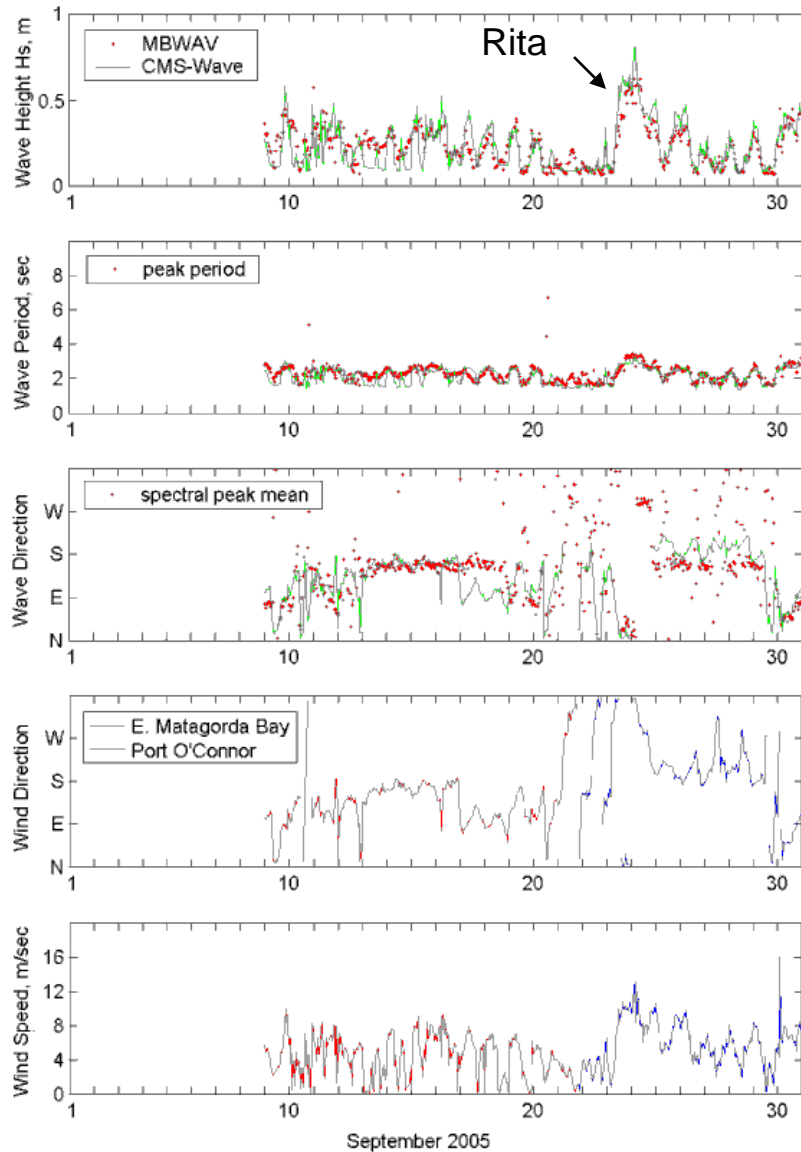 Wave Height Hs, m
1
0.5
0
MBWAV
CMS-Wave
Rita
1 10 20 30
Wave Period, sec
8
6
4
2
0
peak period
1 10 20 30
Wave Direction
W
S
E
N
spectral peak mean
1 10 20 30
Wind Direction
W
S
E
N
E. Matagorda Bay
Port O'Connor
1 10 20 30
Wind Speed, m/sec
16
12
8
4
0
1 10 20 30
September 2005